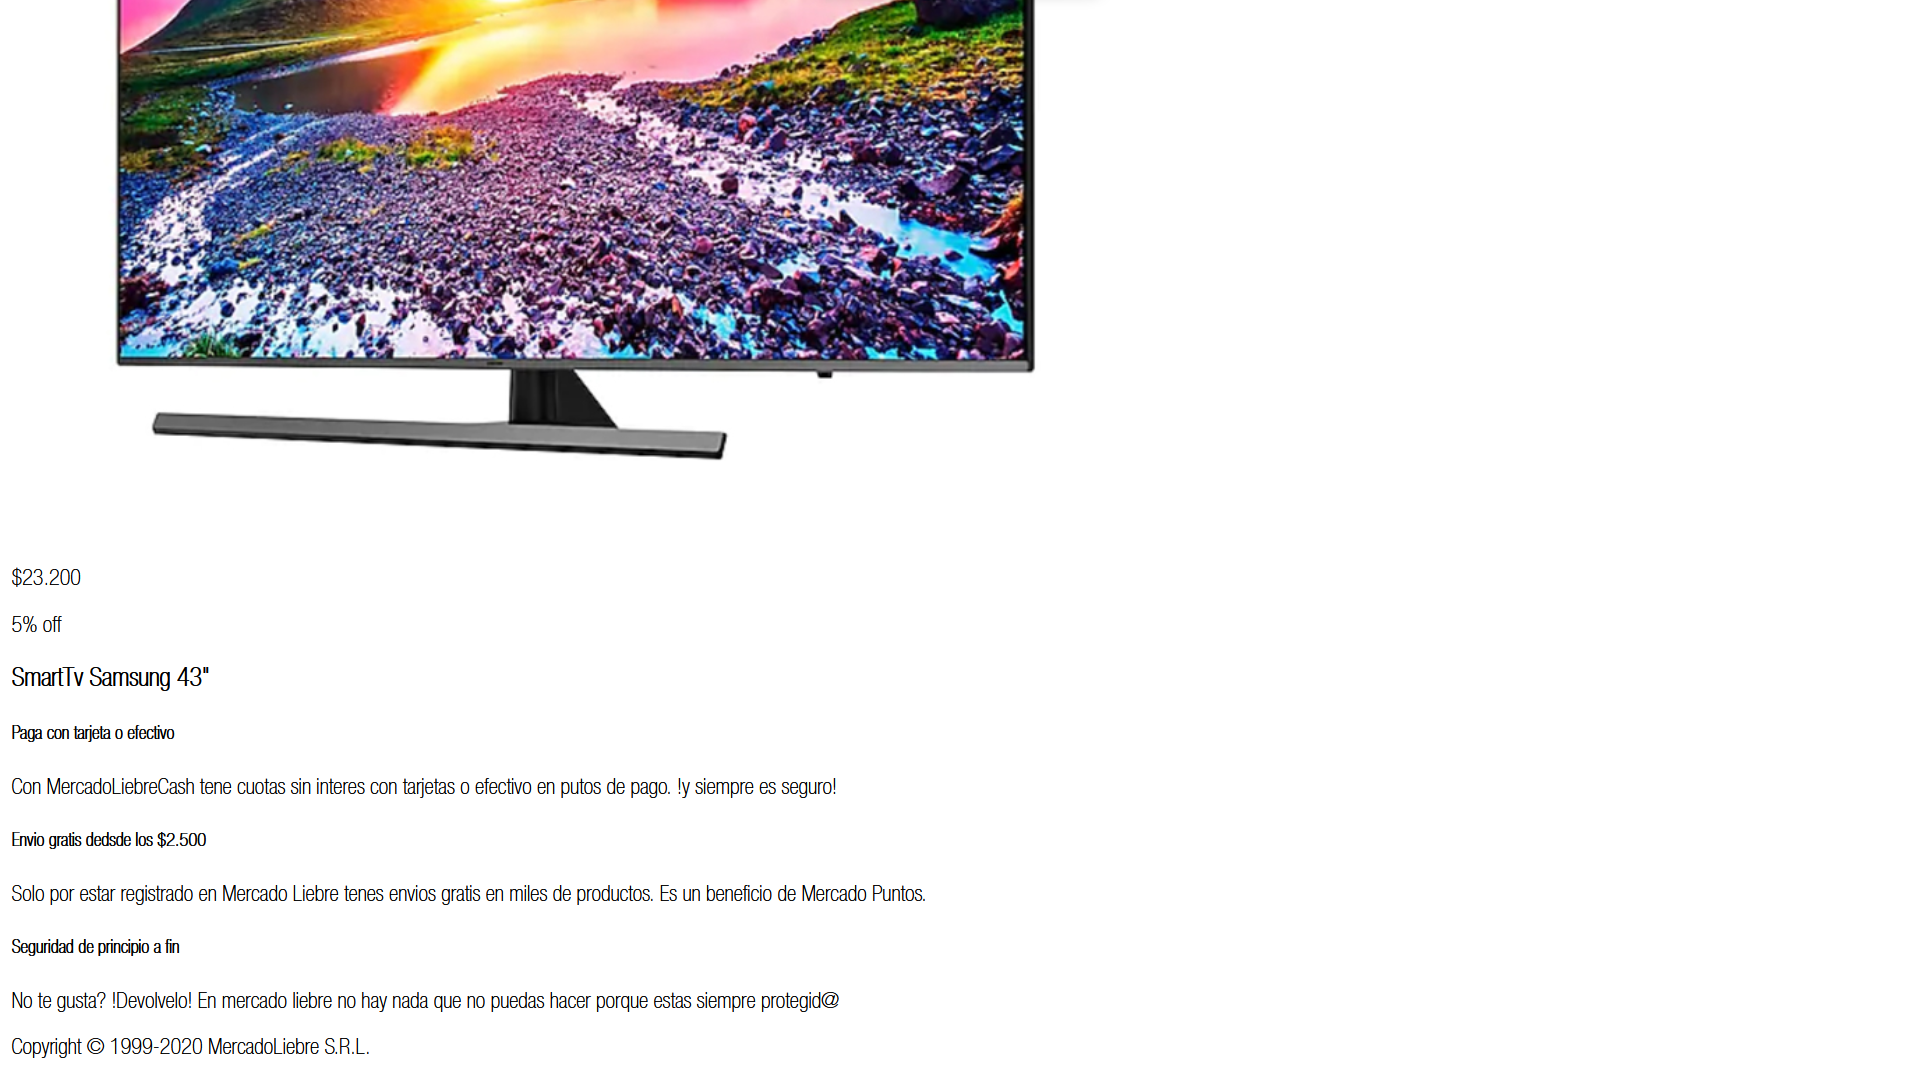 $23.200
5% off
SmartTv Samsung 43"
Paga con tarjeta o efectivo
Con MercadoLiebreCash tene cuotas sin interes con tarjetas o efectivo en putos de pago. !y siempre es seguro!
Envio gratis dedsde los $2.500
Solo por estar registrado en Mercado Liebre tenes envios gratis en miles de productos. Es un beneficio de Mercado Puntos.
Seguridad de principio a fin
No te gusta? !Devolvelo! En mercado liebre no hay nada que no puedas hacer porque estas siempre protegid@
Copyright © 1999-2020 MercadoLiebre S.R.L.